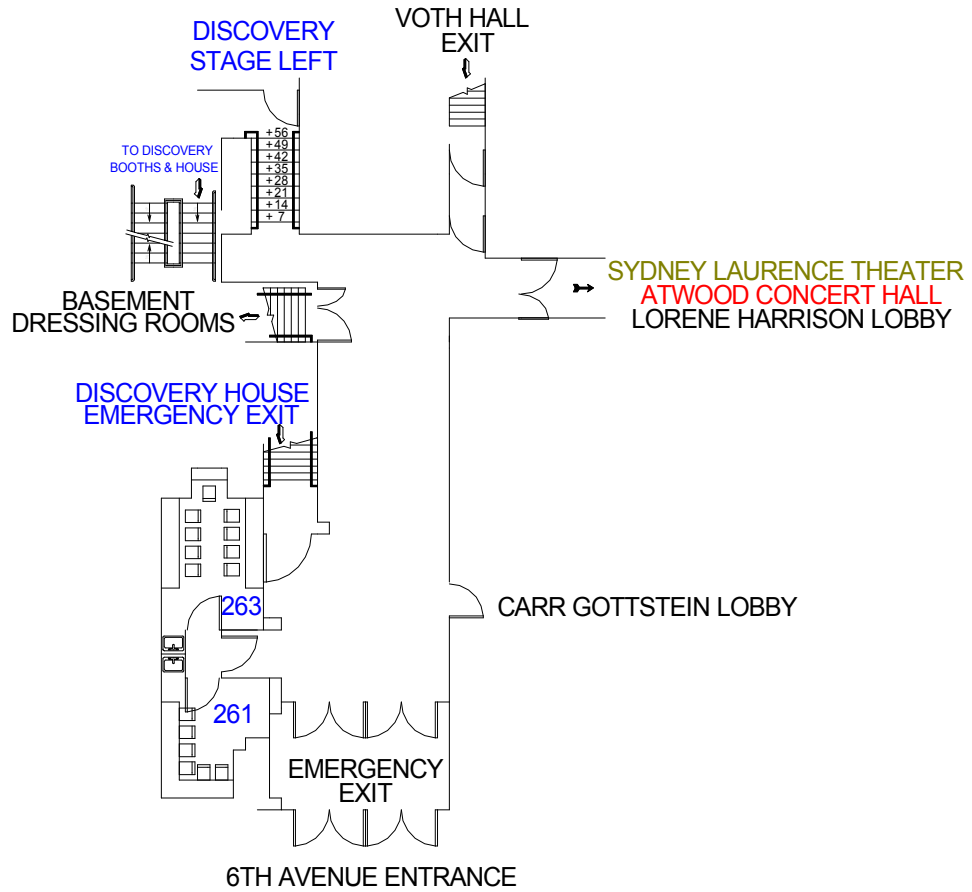 VOTH HALL
EXIT
DISCOVERY
STAGE LEFT
TO DISCOVERY
BOOTHS & HOUSE
+56
+49
+42
+35
+28
+21
+14
+ 7
SYDNEY LAURENCE THEATER
ATWOOD CONCERT HALL
LORENE HARRISON LOBBY
BASEMENT
DRESSING ROOMS
DISCOVERY HOUSE
EMERGENCY EXIT
263
CARR GOTTSTEIN LOBBY
261
EMERGENCY
EXIT
6TH AVENUE ENTRANCE